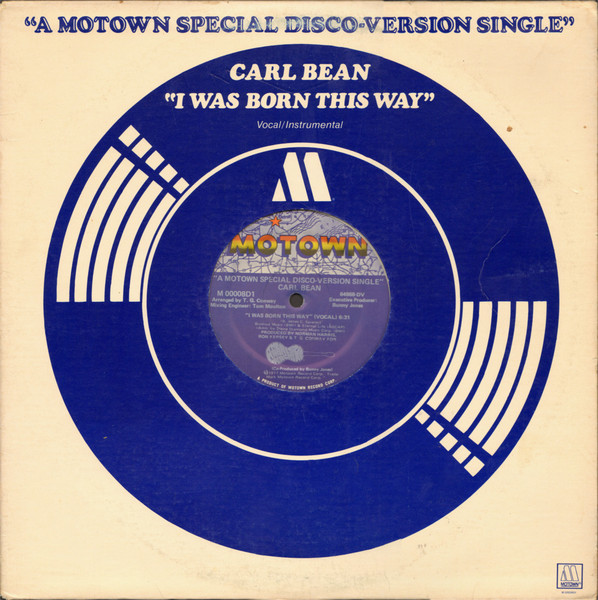 “A MOTOWN SPECIAL DISCO-VERSION SINGLE”
CARL BEAN
“I WAS BORN THIS WAY”
Vocal/Instrumental
M
MOTOWN
"A MOTOWN SPECIAL DISCO-VERSION SINGLE"
CARL BEAN
M 00008D1
Arranged by T. G. Conway
Mixing Engineer: Tom
Executive Producer:
Bunny Jones
"I WAS BORN THIS WAY" (VOCAL)
PRODUCED BY NORMAN HARRIS,
RON KERSEY & T. G. CONWAY FOR
(Co-Produced by Bunny Jones)
A PRODUCT OF MOTOWN RECORD CORP.
M